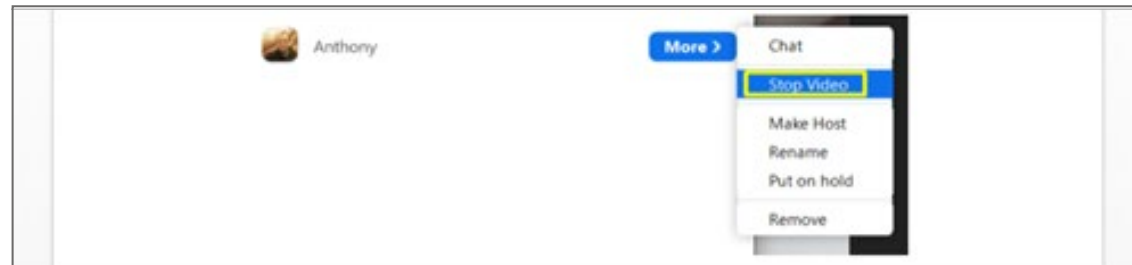 Anthony
More >
Chat
Stop Video
Make Host
Rename
Put on hold
Remove